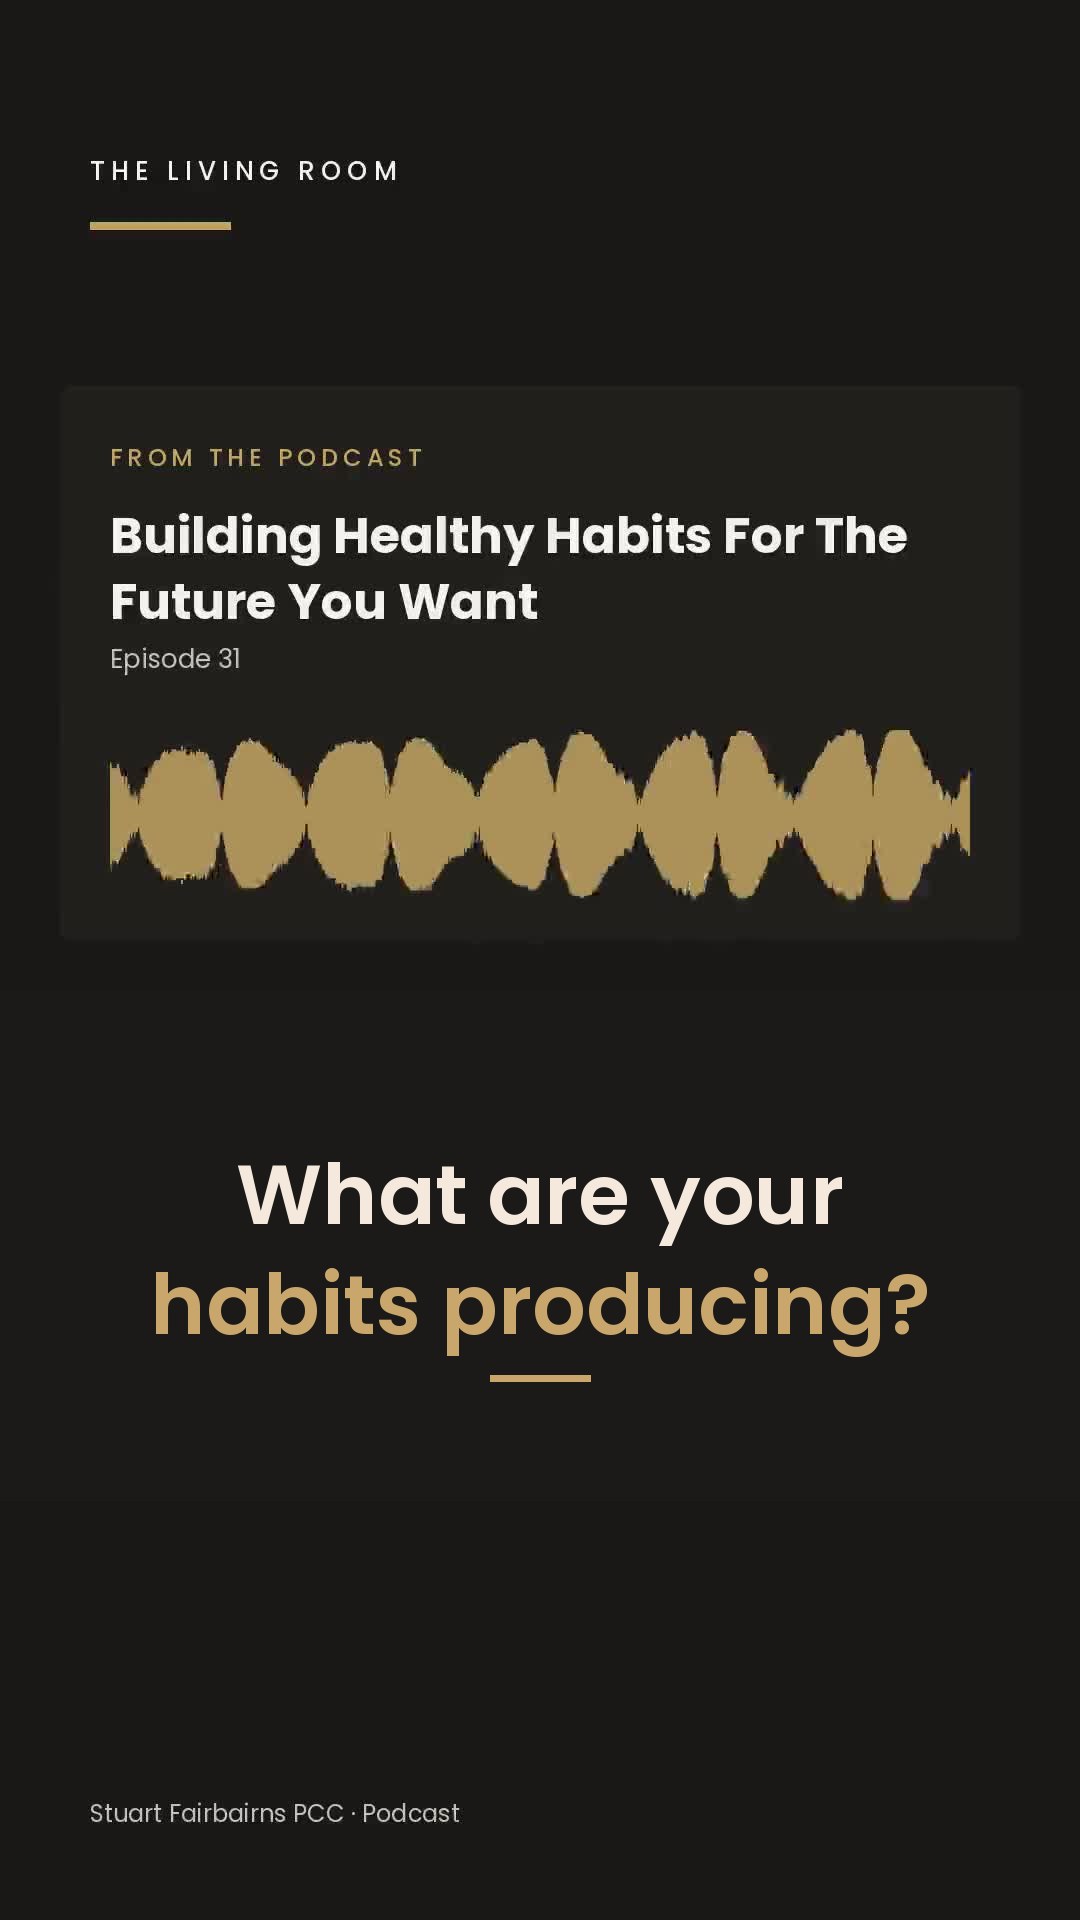 THE LIVING ROOM
FROM THE PODCAST
Building Healthy Habits For The
Future You Want
Episode 31
What are your
habits producing?
Stuart Fairbairns PCC · Podcast